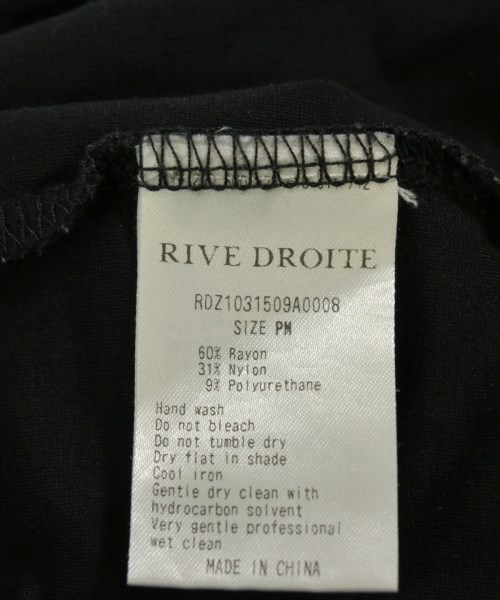 RIVE DROITE
RDZ1031509A0008
SIZE PM
60% Rayon
31% Nylon
9% Polyurethane
Hand wash
Do not bleach
Do not tumble dry
Dry flat in shade
Cool iron
Gentle dry clean with
hydrocarbon solvent
Very gentle professional
wet clean
MADE IN CHINA